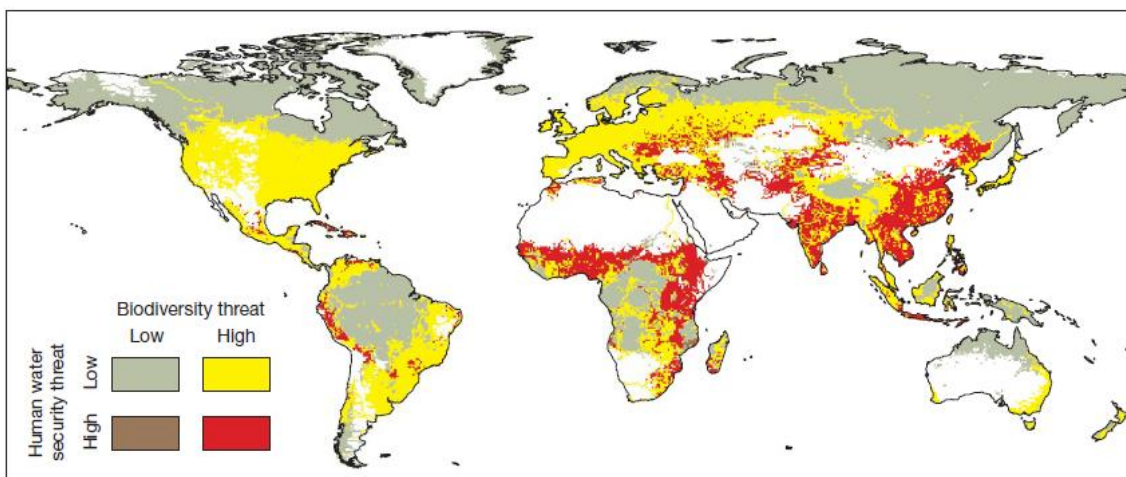 Biodiversity threat
Low High
Human water
security threat
Low
High